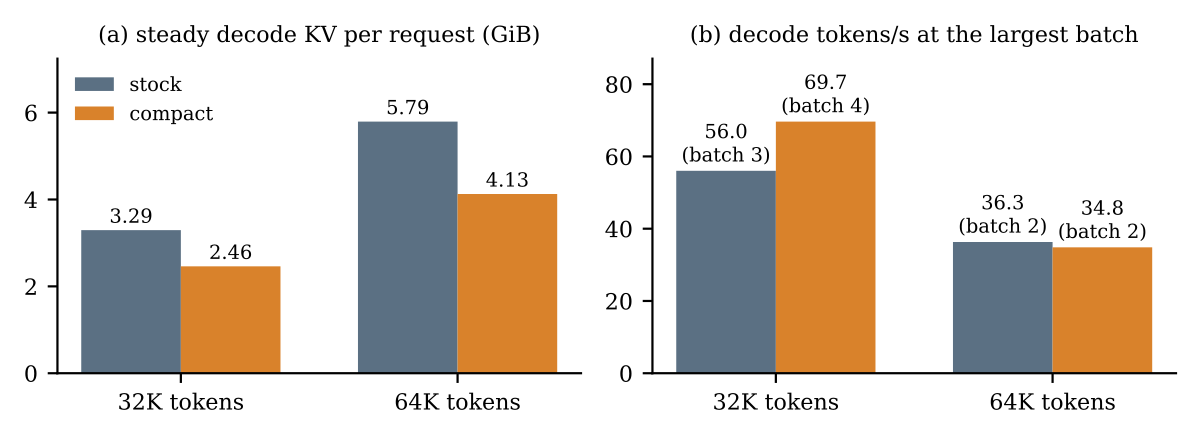 (a) steady decode KV per request (GiB)
stock
compact
6
4
2
0
3.29
2.46
5.79
4.13
32K tokens
64K tokens
(b) decode tokens/s at the largest batch
80
60
40
20
0
56.0
(batch 3)
69.7
(batch 4)
36.3
(batch 2)
34.8
(batch 2)
32K tokens
64K tokens